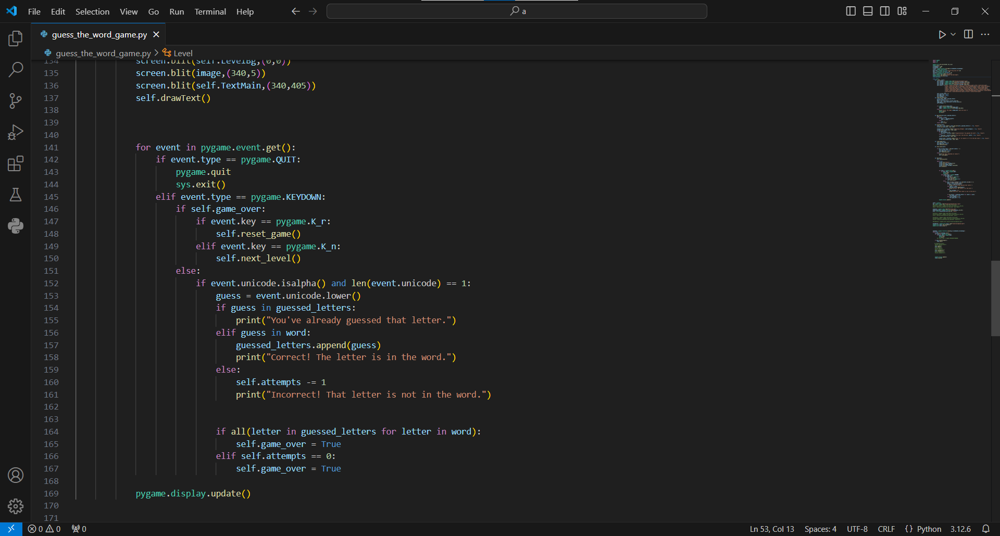 File Edit Selection View Go Run Terminal Help a
guess_the_word_game.py
guess_the_word_game.py > Level
134 screen.blit(self.LevelBg,(0,0))
135 screen.blit(image,(340,5))
136 screen.blit(self.TextMain,(340,405))
137 self.drawText()
138
139
140
141 for event in pygame.event.get():
142 if event.type == pygame.QUIT:
143 pygame.quit
144 sys.exit()
145 elif event.type == pygame.KEYDOWN:
146 if self.game_over:
147 if event.key == pygame.K_r:
148 self.reset_game()
149 elif event.key == pygame.K_n:
150 self.next_level()
151 else:
152 if event.unicode.isalpha() and len(event.unicode) == 1:
153 guess = event.unicode.lower()
154 if guess in guessed_letters:
155 print("You've already guessed that letter.")
156 elif guess in word:
157 guessed_letters.append(guess)
158 print("Correct! The letter is in the word.")
159 else:
160 self.attempts -= 1
161 print("Incorrect! That letter is not in the word.")
162
163
164 if all(letter in guessed_letters for letter in word):
165 self.game_over = True
166 elif self.attempts == 0:
167 self.game_over = True
168
169 pygame.display.update()
170
171
0 0 0 Ln 53, Col 13 Spaces: 4 UTF-8 CRLF {} Python 3.12.6